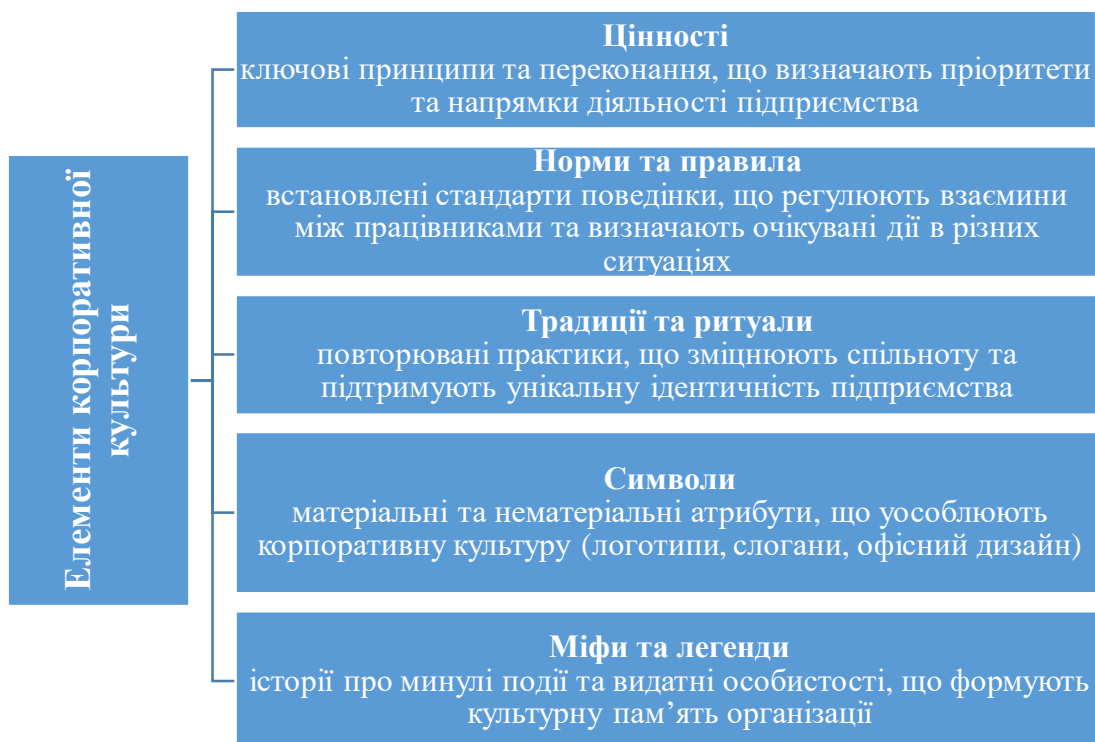 Елементи корпоративної
культури
Цінності
ключові принципи та переконання, що визначають пріоритети
та напрямки діяльності підприємства
Норми та правила
встановлені стандарти поведінки, що регулюють взаємини
між працівниками та визначають очікувані дії в різних
ситуаціях
Традиції та ритуали
повторювані практики, що зміцнюють спільноту та
підтримують унікальну ідентичність підприємства
Символи
матеріальні та нематеріальні атрибути, що уособлюють
корпоративну культуру (логотипи, слогани, офісний дизайн)
Міфи та легенди
історії про минулі події та видатні особистості, що формують
культурну пам’ять організації